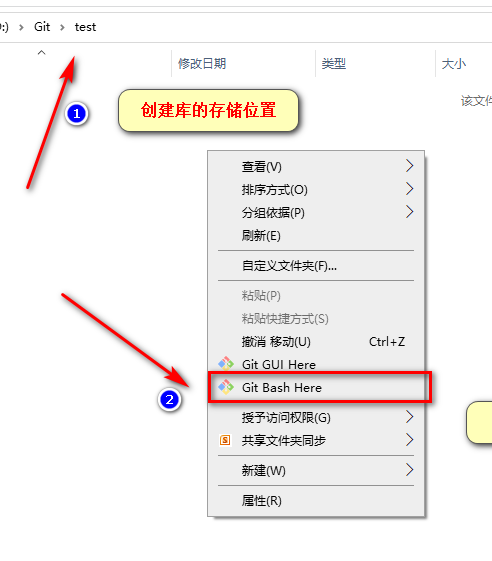 :) > Git > test
修改日期
类型
大小
该文件
1
创建库的存储位置
查看(V)
排序方式(O)
分组依据(P)
刷新(E)
自定义文件夹(F)...
粘贴(P)
粘贴快捷方式(S)
撤消 移动(U) Ctrl+Z
Git GUI Here
Git Bash Here
2
授予访问权限(G)
共享文件夹同步
新建(W)
属性(R)